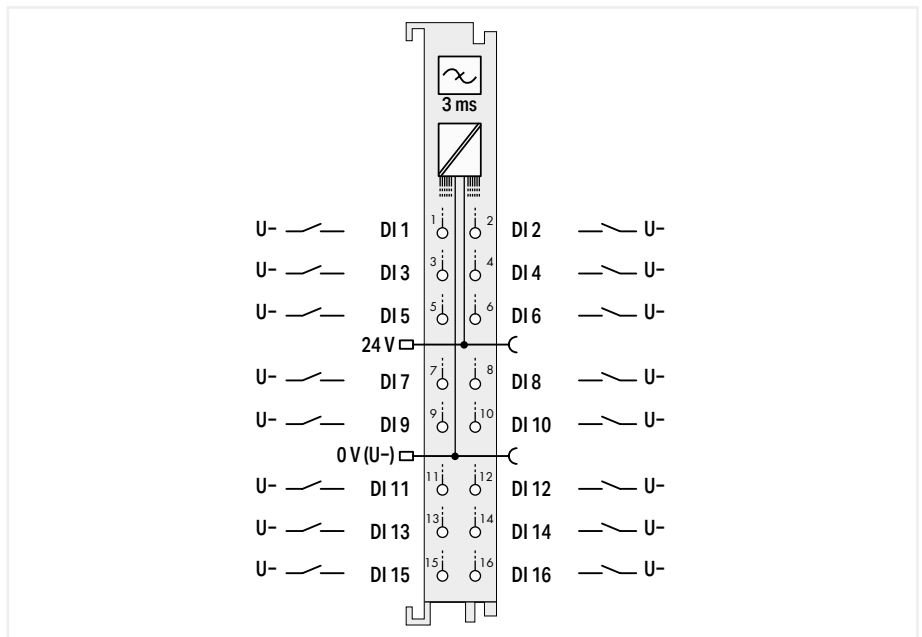 3 ms
U− DI 1 1 2 DI 2 U−
U− DI 3 3 4 DI 4 U−
U− DI 5 5 6 DI 6 U−
24 V
U− DI 7 7 8 DI 8 U−
U− DI 9 9 10 DI 10 U−
0 V (U−)
U− DI 11 11 12 DI 12 U−
U− DI 13 13 14 DI 14 U−
U− DI 15 15 16 DI 16 U−